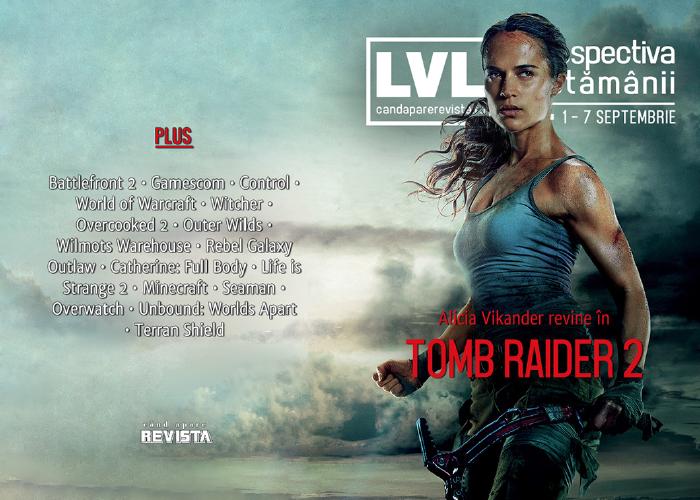 PLUS
Battlefront 2 • Gamescom • Control •
World of Warcraft • Witcher •
Overcooked 2 • Outer Wilds •
Wilmots Warehouse • Rebel Galaxy
Outlaw • Catherine: Full Body • Life is
Strange 2 • Minecraft • Seaman •
Overwatch • Unbound: Worlds Apart
• Terran Shield
cand apare
REVISTA
LVL
spectiva
tămânii
candaparerevista
1 - 7 SEPTEMBRIE
Alicia Vikander revine în
TOMB RAIDER 2